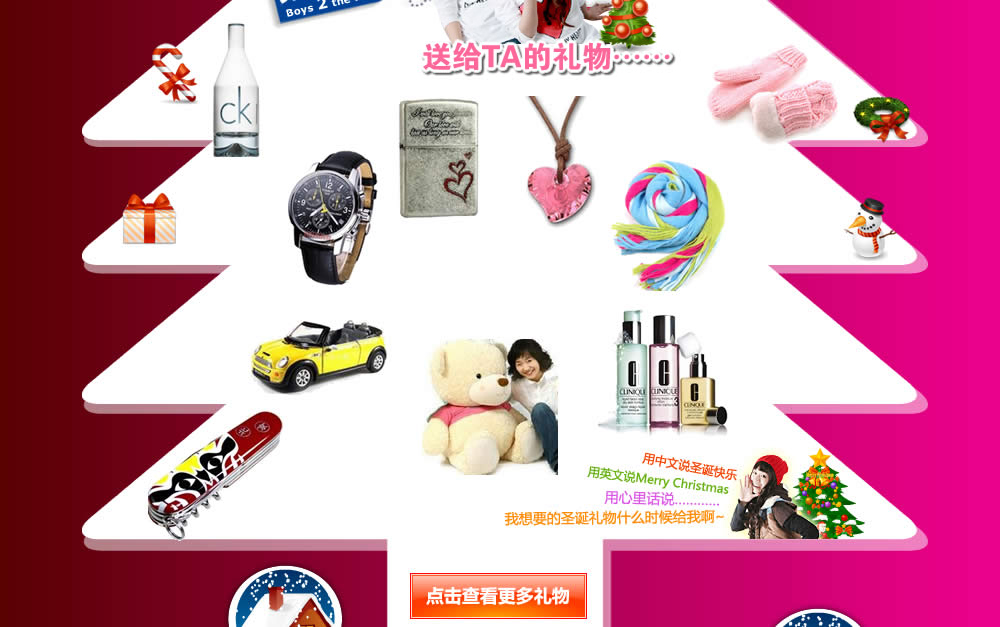 Boys 2 the
送给TA的礼物……
ck
CLINIQUE
CLINIQUE
CLINIQUE
用中文说圣诞快乐
用英文说Merry Christmas
用心里话说…………
我想要的圣诞礼物什么时候给我啊~
点击查看更多礼物